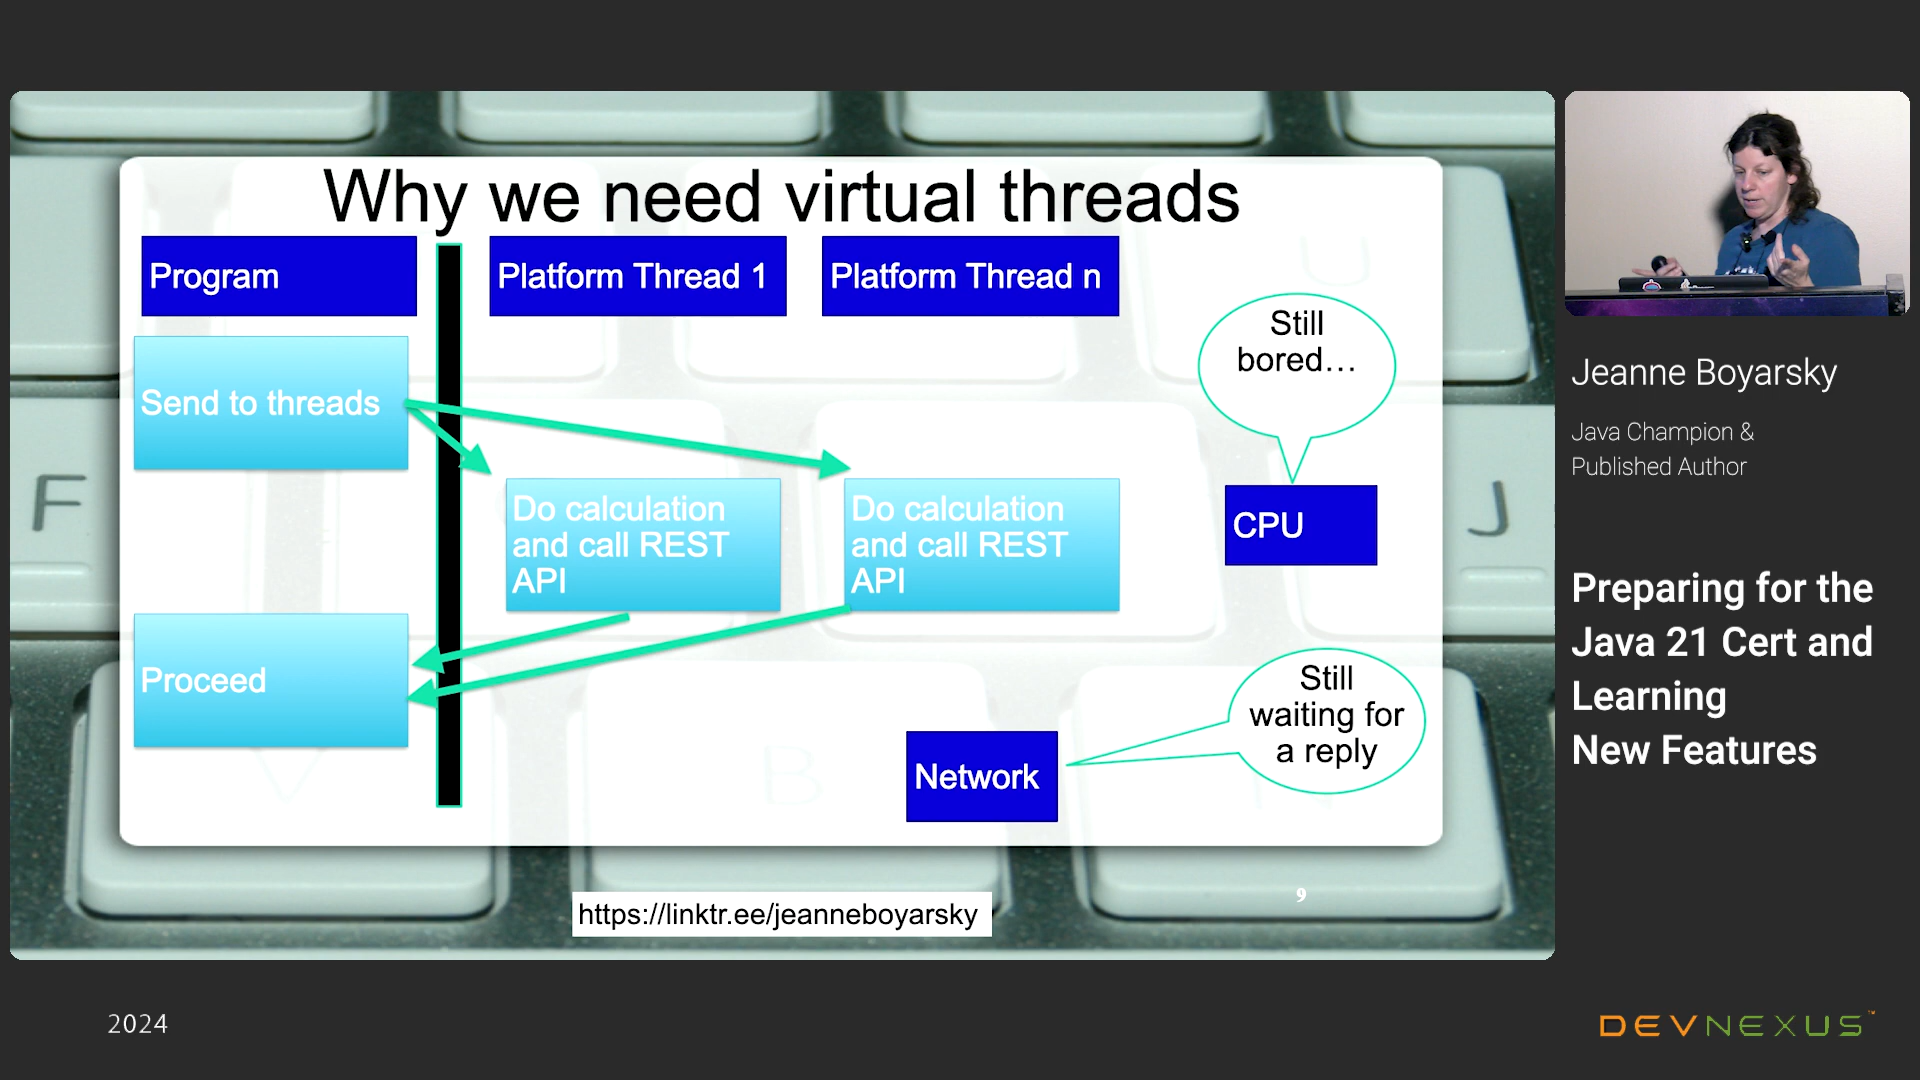 Why we need virtual threads
Program
Platform Thread 1
Platform Thread n
Still
bored…
Send to threads
Do calculation
and call REST
API
Do calculation
and call REST
API
CPU
Proceed
Still
waiting for
a reply
Network
9
https://linktr.ee/jeanneboyarsky
F
J
U
V
B
Jeanne Boyarsky
Java Champion &
Published Author
Preparing for the
Java 21 Cert and
Learning
New Features
2024
DEVNEXUS™